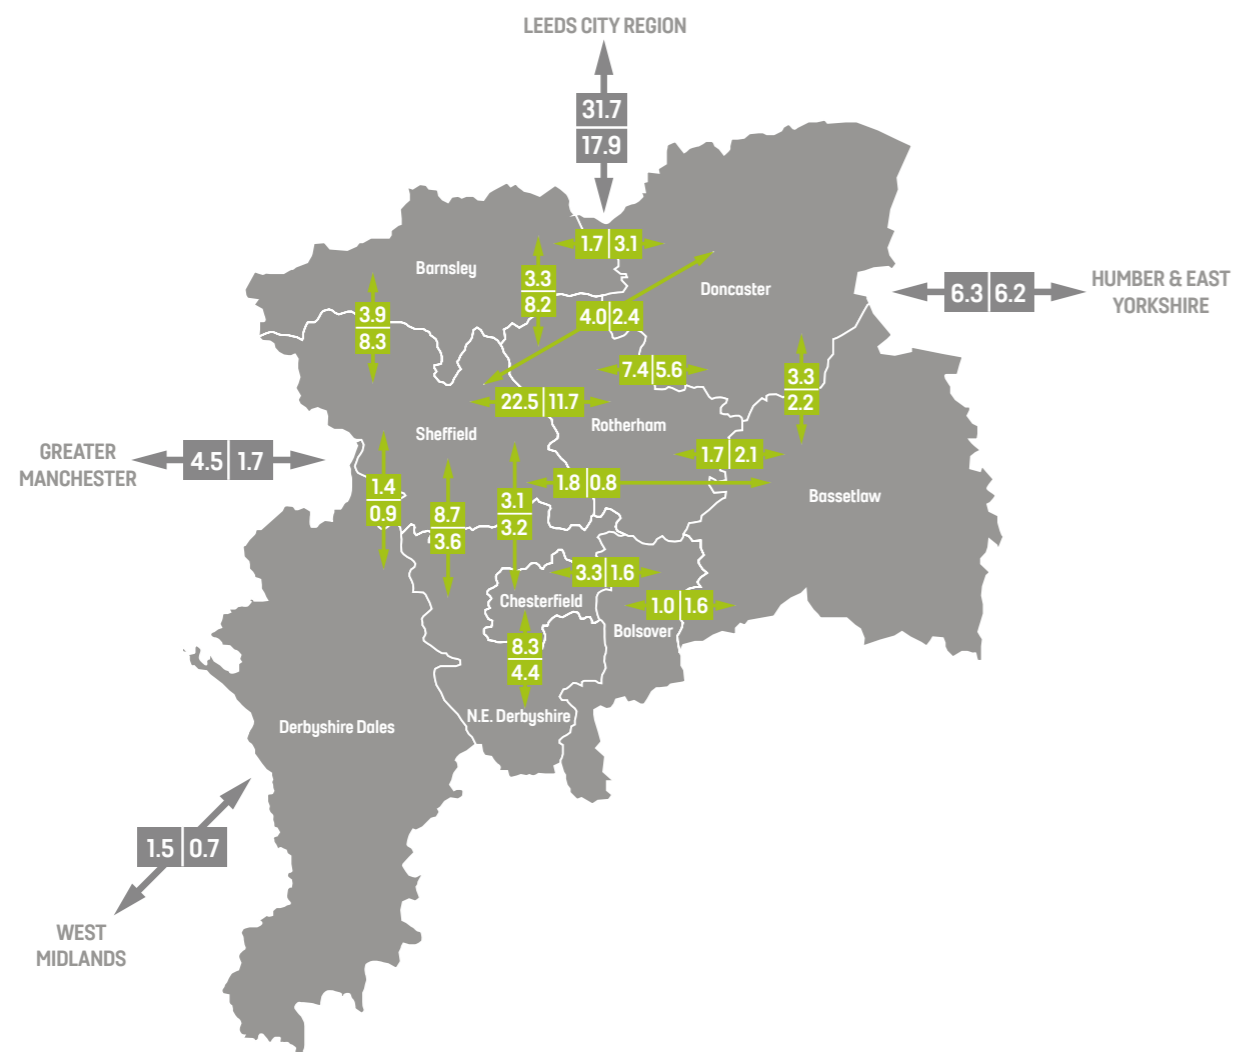 LEEDS CITY REGION
31.7
17.9
1.7 3.1
Barnsley
3.3
8.2
Doncaster
HUMBER & EAST
YORKSHIRE
6.3 6.2
3.9
8.3
4.0 2.4
7.4 5.6
3.3
2.2
22.5 11.7
Rotherham
Sheffield
GREATER
MANCHESTER
4.5 1.7
1.7 2.1
1.8 0.8
Bassetlaw
1.4
0.9
8.7
3.6
3.1
3.2
3.3 1.6
Chesterfield
1.0 1.6
Bolsover
8.3
4.4
N.E. Derbyshire
Derbyshire Dales
1.5 0.7
WEST
MIDLANDS